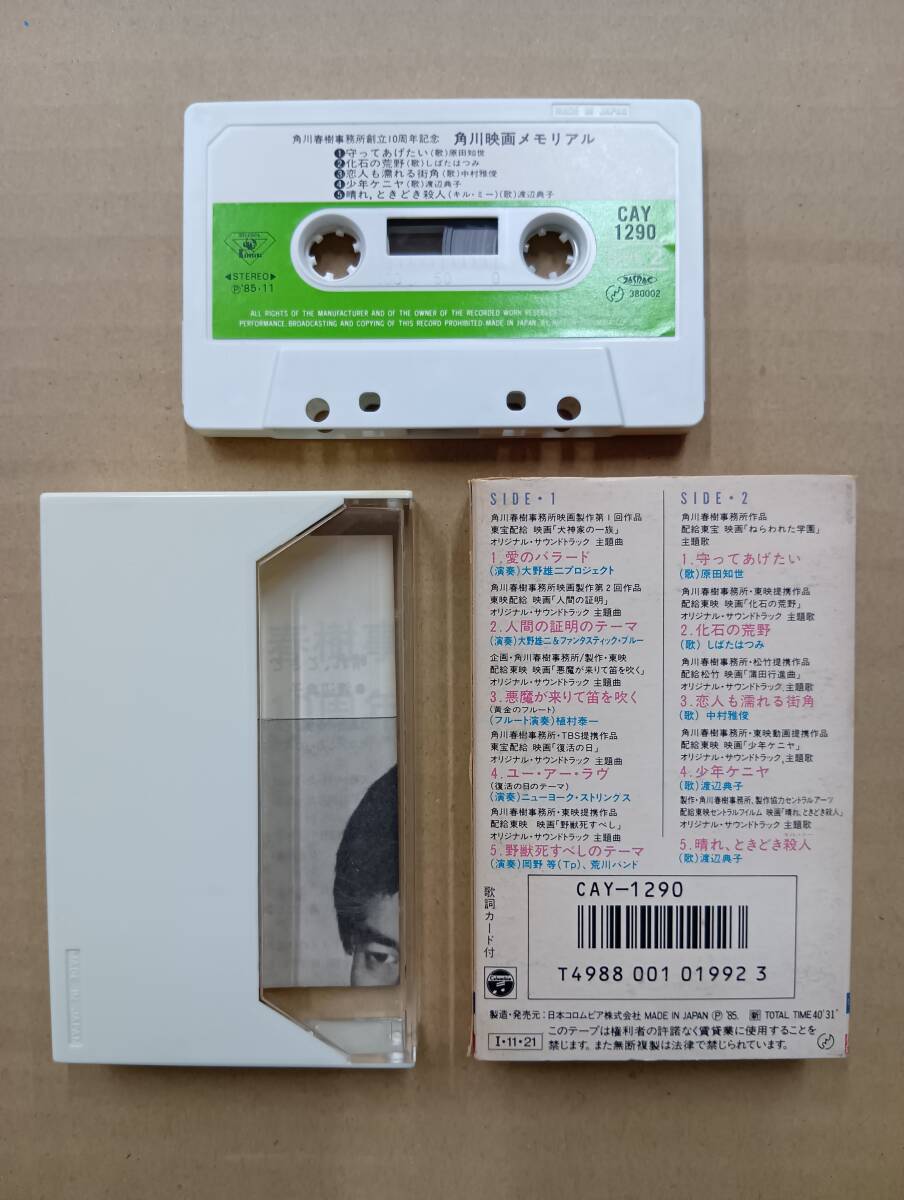 MADE IN JAPAN
角川春樹事務所創立10周年記念 角川映画メモリアル
❶守ってあげたい(歌)原田知世
❷化石の荒野(歌)しばたはつみ
❸恋人も濡れる街角(歌)中村雅俊
❹少年ケニヤ(歌)渡辺典子
❺晴れ,ときどき殺人(キル・ミー)(歌)渡辺典子
CAY
1290
2
◀STEREO▶
Ⓟ'85・11
380002
50 0
ALL RIGHTS OF THE MANUFACTURER AND OF THE OWNER OF THE RECORDED WORK RESERVED
PERFORMANCE.BROADCASTING AND COPYING OF THIS RECORD PROHIBITED-MADE IN JAPAN BY
MADE IN JAPAN
SIDE・1
角川春樹事務所映画製作第1回作品
東宝配給 映画「犬神家の一族」
オリジナル・サウンドトラック 主題曲
1.愛のバラード
(演奏)大野雄二プロジェクト
角川春樹事務所映画製作第2回作品
東映配給 映画「人間の証明」
オリジナル・サウンドトラック 主題曲
2.人間の証明のテーマ
(演奏)大野雄二&ファンタスティック・ブルー
企画・角川春樹事務所/製作・東映
配給東映 映画「悪魔が来りて笛を吹く」
オリジナル・サウンドトラック 主題曲
3.悪魔が来りて笛を吹く
(黄金のフルート)
(フルート演奏)植村泰一
角川春樹事務所・TBS提携作品
東宝配給 映画「復活の日」
オリジナル・サウンドトラック 主題曲
4.ユー・アー・ラヴ
(復活の日のテーマ)
(演奏)ニューヨーク・ストリングス
角川春樹事務所・東映提携作品
配給東映 映画「野獣死すべし」
オリジナル・サウンドトラック 主題曲
5.野獣死すべしのテーマ
(演奏)岡野 等(Tp)、荒川バンド
SIDE・2
角川春樹事務所作品
配給東宝 映画「ねらわれた学園」
主題歌
1.守ってあげたい
(歌)原田知世
角川春樹事務所・東映提携作品
配給東映 映画「化石の荒野」
オリジナル・サウンドトラック 主題歌
2.化石の荒野
(歌) しばたはつみ
角川春樹事務所・松竹提携作品
配給松竹 映画「蒲田行進曲」
オリジナル・サウンドトラック 主題歌
3.恋人も濡れる街角
(歌) 中村雅俊
角川春樹事務所・東映動画提携作品
配給東映 映画「少年ケニヤ」
オリジナル・サウンドトラック,主題歌
4.少年ケニヤ
(歌)渡辺典子
製作・角川春樹事務所、製作協力セントラルアーツ
配給東映セントラルフイルム 映画「晴れ、ときどき殺人」
オリジナル・サウンドトラック 主題歌
5.晴れ、ときどき殺人
(歌)渡辺典子
歌詞カード付
CAY-1290
T4988 001 01992 3
製造・発売元:日本コロムビア株式会社 MADE IN JAPAN Ⓟ '85. 新 TOTAL TIME 40'31"
I・11・21
このテープは権利者の許諾なく賃貸業に使用することを
禁じます。また無断複製は法律で禁じられています。